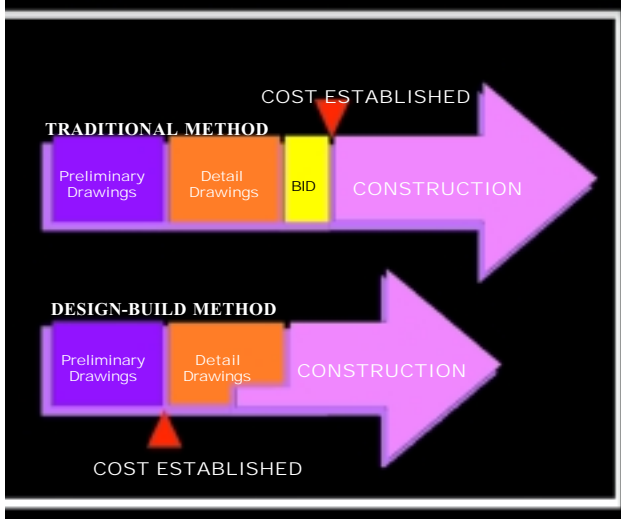 COST ESTABLISHED
TRADITIONAL METHOD
Preliminary
Drawings
Detail
Drawings
BID
CONSTRUCTION
DESIGN-BUILD METHOD
Preliminary
Drawings
Detail
Drawings
CONSTRUCTION
COST ESTABLISHED